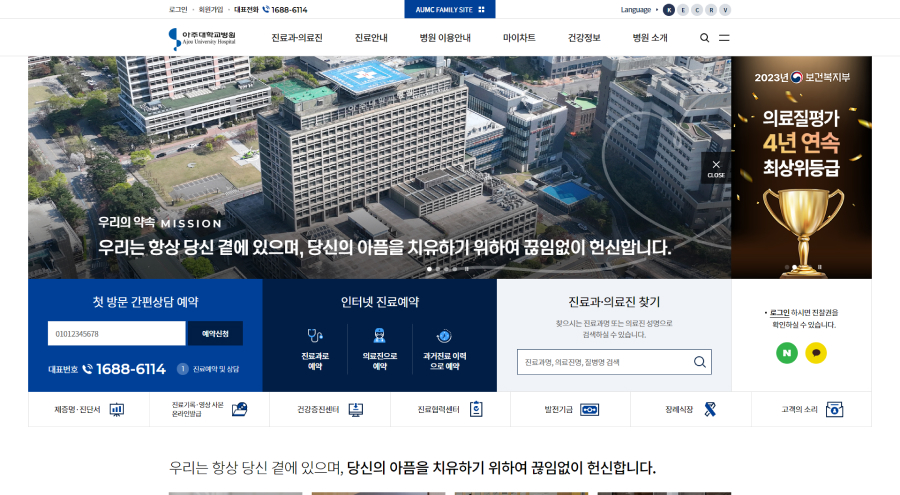 로그인 · 회원가입 · 대표전화 1688-6114
AUMC FAMILY SITE
Language • K E C R V
아주대학교병원
Ajou University Hospital
진료과·의료진 진료안내 병원 이용안내 마이차트 건강정보 병원 소개
2023년 보건복지부
의료질평가
4년 연속
최상위등급
CLOSE
우리의 약속 MISSION
우리는 항상 당신 곁에 있으며, 당신의 아픔을 치유하기 위하여 끊임없이 헌신합니다.
첫 방문 간편상담 예약
01012345678 예약신청
대표번호 1688-6114 1 진료예약 및 상담
인터넷 진료예약
진료과로
예약
의료진으로
예약
과거진료 이력
으로 예약
진료과·의료진 찾기
찾으시는 진료과명 또는 의료진 성명으로
검색하실 수 있습니다.
진료과명, 의료진명, 질병명 검색
• 로그인 하시면 진찰권을
확인하실 수 있습니다.
N
제증명·진단서
진료기록·영상 사본
온라인발급
건강증진센터
진료협력센터
발전기금
장례식장
고객의 소리
우리는 항상 당신 곁에 있으며, 당신의 아픔을 치유하기 위하여 끊임없이 헌신합니다.